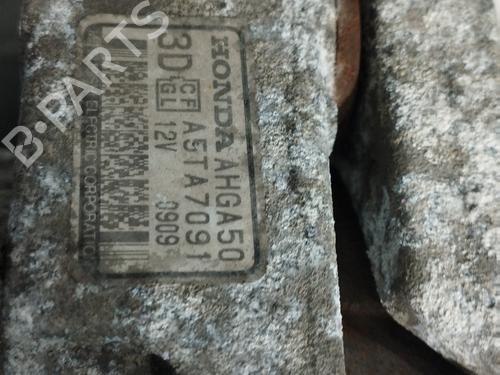 HONDA AHGA50
3D CF A5TA7091
GL 12V 0909
ELECTRIC CORPORATION
B-PARTS